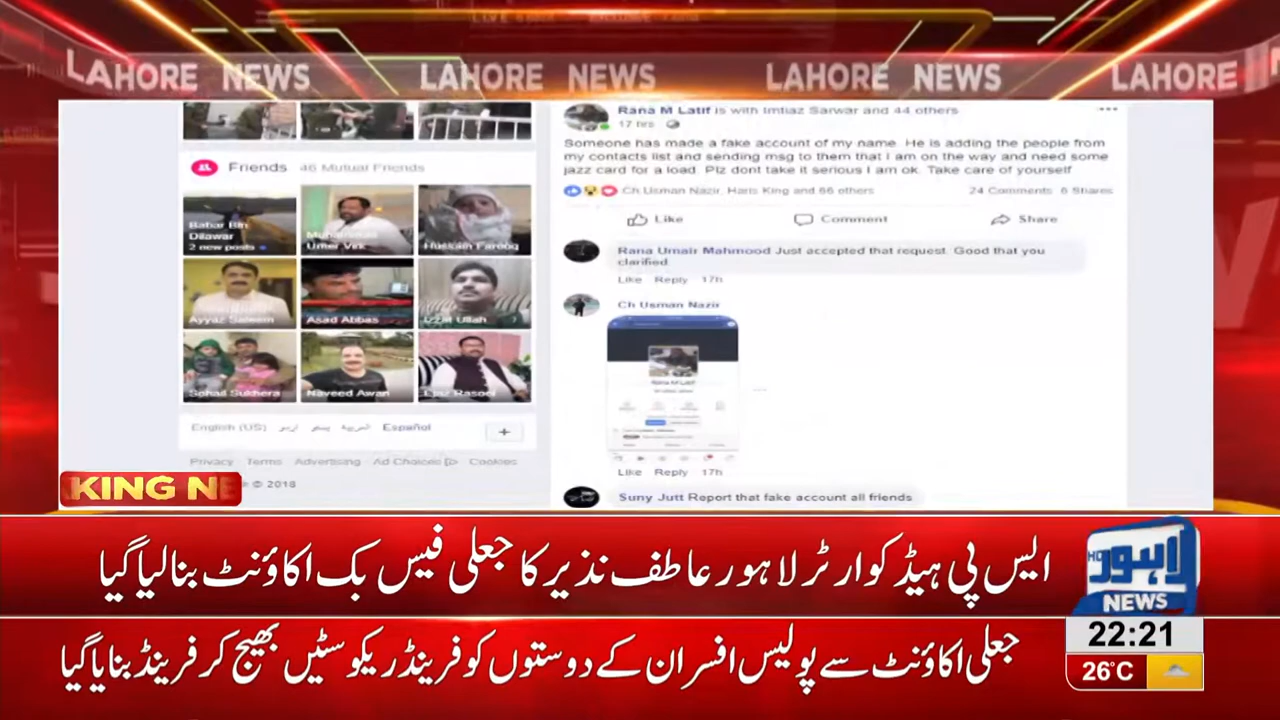 LAHORE NEWS LAHORE NEWS LAHORE NEWS LAHORE
Friends 46 Mutual Friends
Babar Bin Dilawar
2 new posts
Umer Virk
Hussain Farooq
Ayyaz Saleem
Asad Abbas
Izzat Ullah
Sohail Sukhera
Naveed Awan
Ejaz Rasool
English (US) اردو پښتو العربية Español
+
Privacy Terms Advertising Ad Choices Cookies
© 2018
Rana M Latif is with Imtiaz Sarwar and 44 others
17 hrs
Someone has made a fake account of my name. He is adding the people from
my contacts list and sending msg to them that I am on the way and need some
jazz card for a load. Plz dont take it serious I am ok. Take care of yourself
Ch Usman Nazir, Haris King and 66 others 24 Comments 6 Shares
Like Comment Share
Rana Umair Mahmood Just accepted that request. Good that you
clarified.
Like Reply 17h
Ch Usman Nazir
Rana M Latif
Like Reply 17h
Suny Jutt Report that fake account all friends
KING NE
ایس پی ہیڈ کوارٹر لاہور عاطف نذیر کا جعلی فیس بک اکاؤنٹ بنا لیا گیا
جعلی اکاؤنٹ سے پولیس افسران کے دوستوں کو فرینڈ ریکوسٹیں بھیج کر فرینڈ بنایا گیا
HD لاہور
NEWS
22:21
26°C